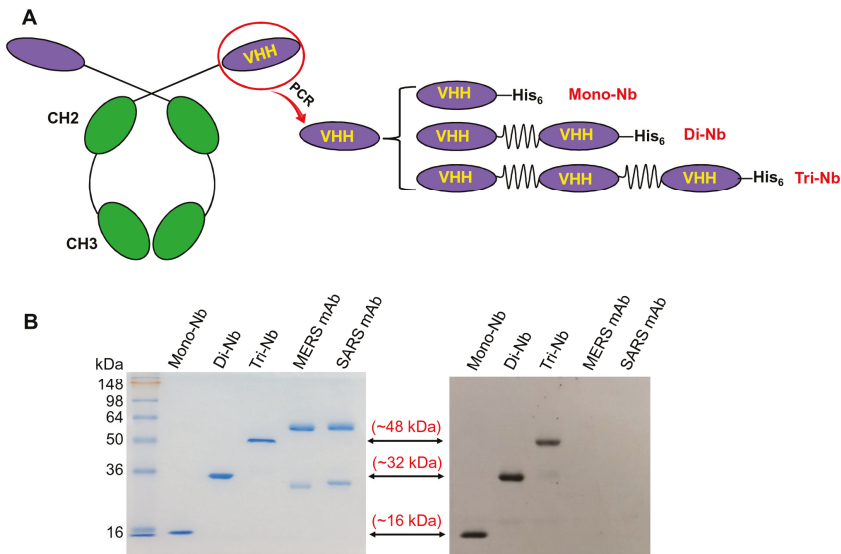 A
VHH
PCR
CH2
CH3
VHH
VHH His6 Mono-Nb
VHH VHH His6 Di-Nb
VHH VHH VHH His6 Tri-Nb
B
Mono-Nb Di-Nb Tri-Nb MERS mAb SARS mAb
Mono-Nb Di-Nb Tri-Nb MERS mAb SARS mAb
kDa
148
98
64
50
36
16
(~48 kDa)
(~32 kDa)
(~16 kDa)